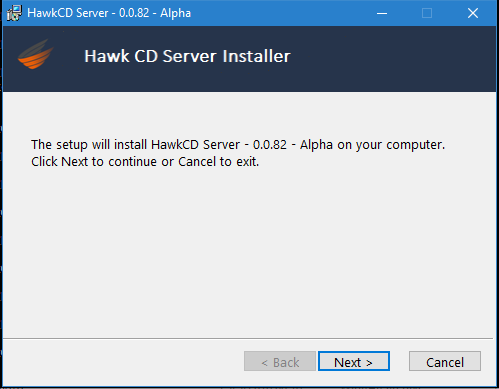 HawkCD Server - 0.0.82 - Alpha
Hawk CD Server Installer
The setup will install HawkCD Server - 0.0.82 - Alpha on your computer.
Click Next to continue or Cancel to exit.
< Back Next > Cancel